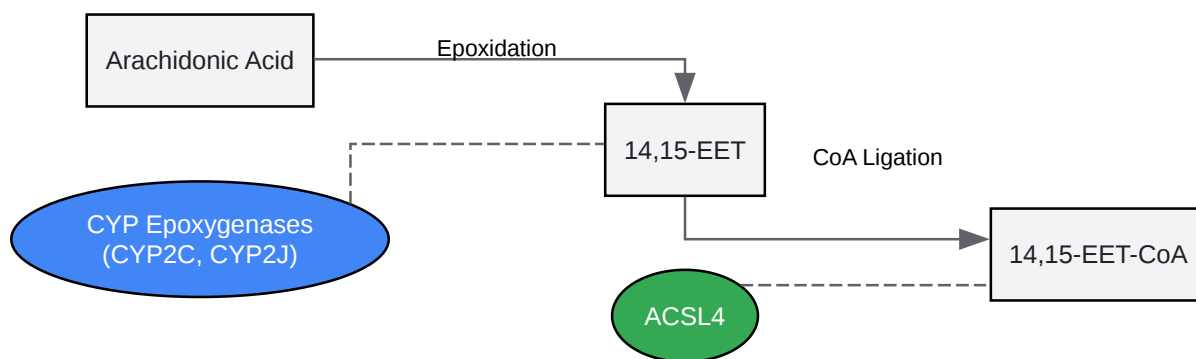 Arachidonic Acid
Epoxidation
14,15-EET
CoA Ligation
CYP Epoxygenases
(CYP2C, CYP2J)
14,15-EET-CoA
ACSL4